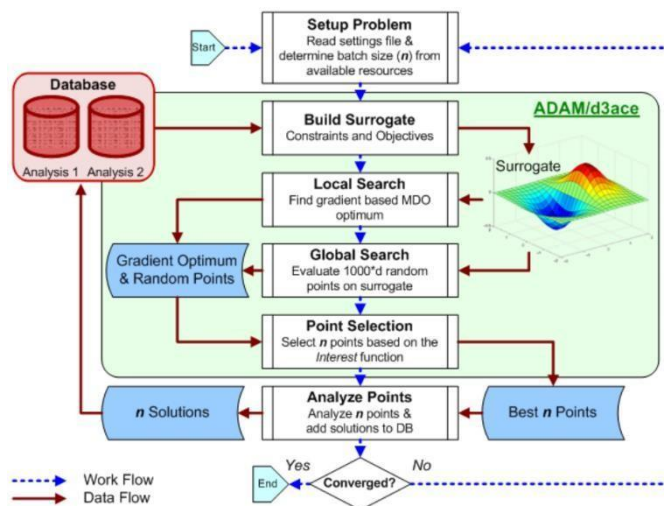 Setup Problem
Start
Read settings file &
determine batch size (n) from
available resources
Database
Analysis 1 Analysis 2
ADAM/d3ace
Build Surrogate
Constraints and Objectives
Surrogate
Local Search
Find gradient based MDO
optimum
Gradient Optimum
& Random Points
Global Search
Evaluate 1000*d random
points on surrogate
Point Selection
Select n points based on the
Interest function
n Solutions
Analyze Points
Analyze n points &
add solutions to DB
Best n Points
Work Flow
Data Flow
Yes
No
End
Converged?